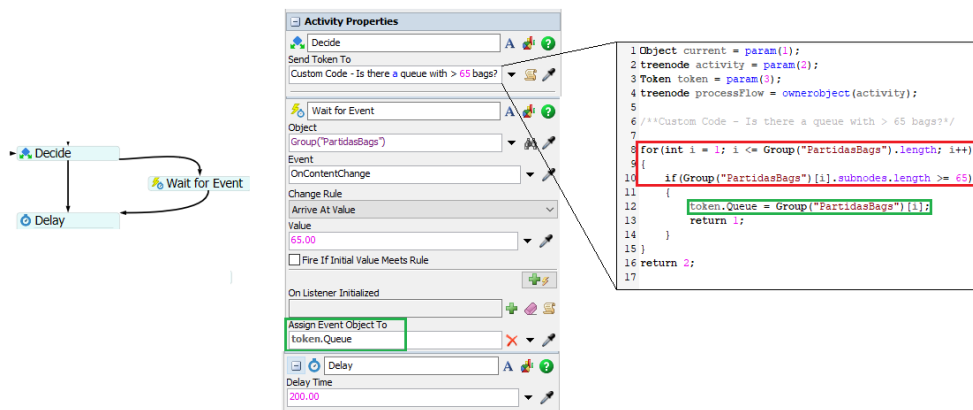 Decide
Wait for Event
Delay
Activity Properties
Decide
A
?
Send Token To
Custom Code - Is there a queue with > 65 bags?
Wait for Event
A
?
Object
Group("PartidasBags")
Event
OnContentChange
Change Rule
Arrive At Value
Value
65.00
Fire If Initial Value Meets Rule
On Listener Initialized
Assign Event Object To
token.Queue
Delay
A
?
Delay Time
200.00
1 Object current = param(1);
2 treenode activity = param(2);
3 Token token = param(3);
4 treenode processFlow = ownerobject(activity);
5
6 /**Custom Code - Is there a queue with > 65 bags?*/
7
8 for(int i = 1; i <= Group("PartidasBags").length; i++)
9 {
10 if(Group("PartidasBags")[i].subnodes.length >= 65)
11 {
12 token.Queue = Group("PartidasBags")[i];
13 return 1;
14 }
15 }
16 return 2;
17